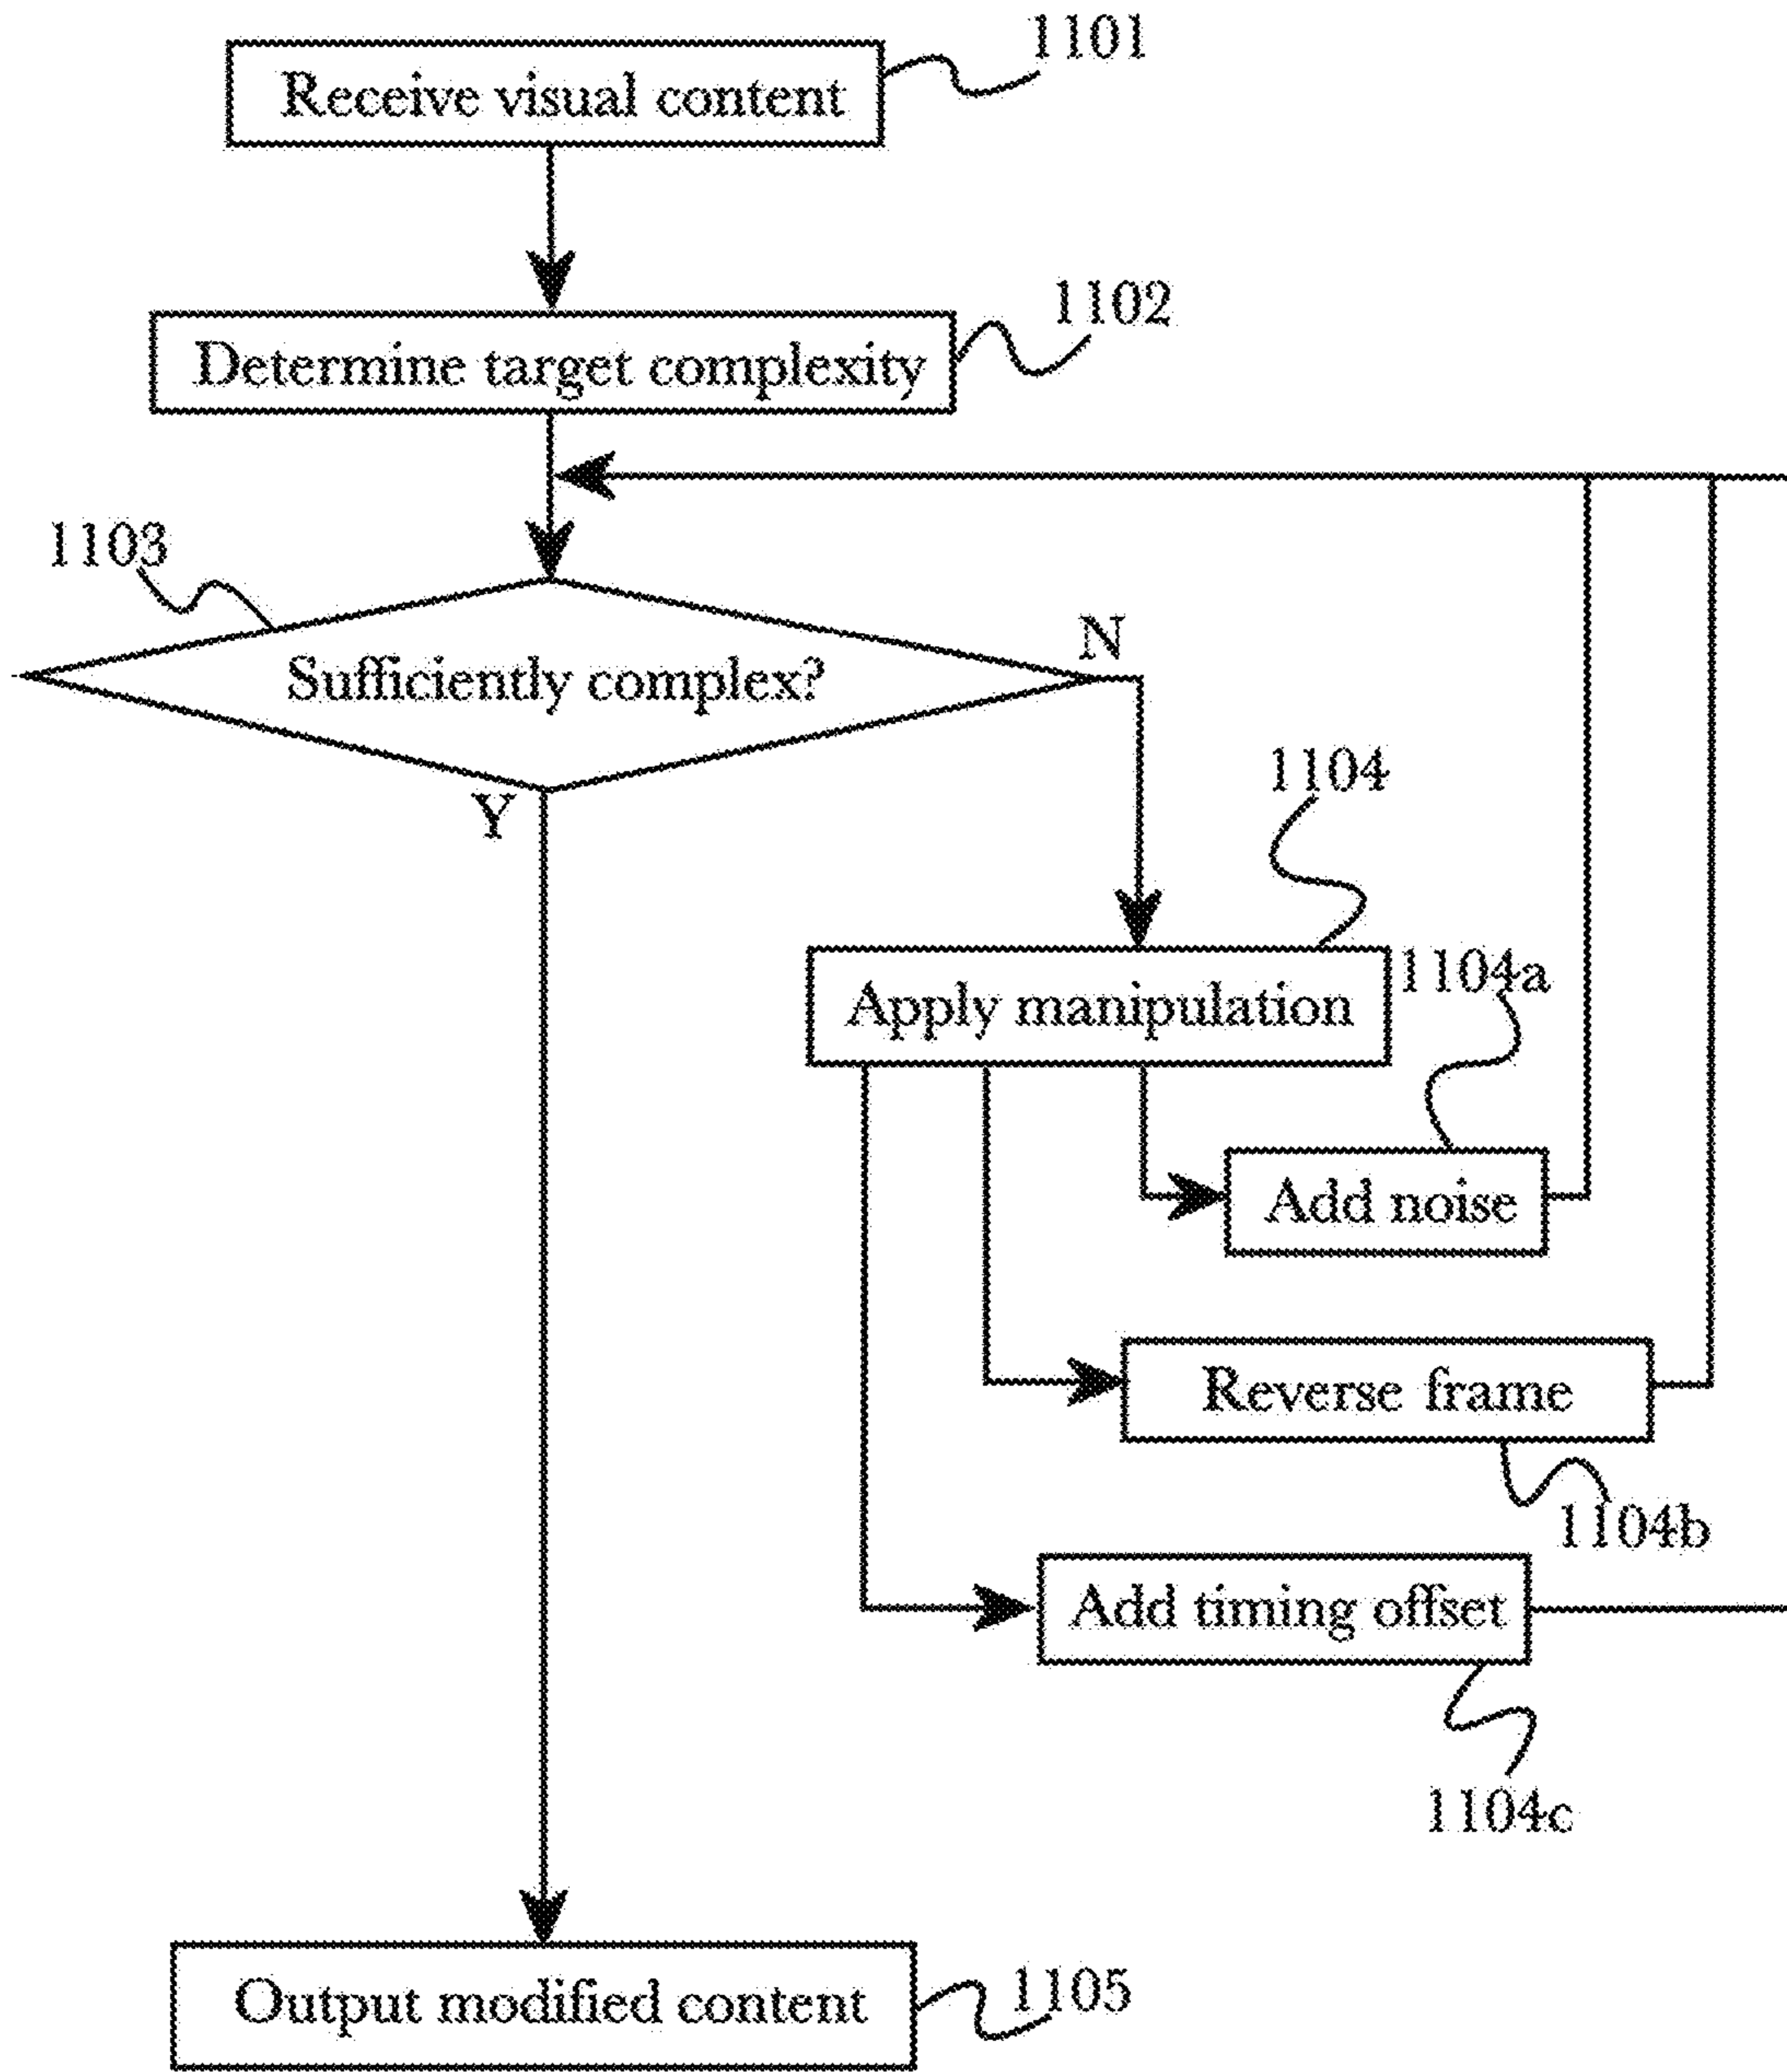 1101
Receive visual content
1102
Determine target complexity
1103
N
Sufficiently complex?
Y
1104
1104a
Apply manipulation
Add noise
Reverse frame
1104b
Add timing offset
1104c
1105
Output modified content